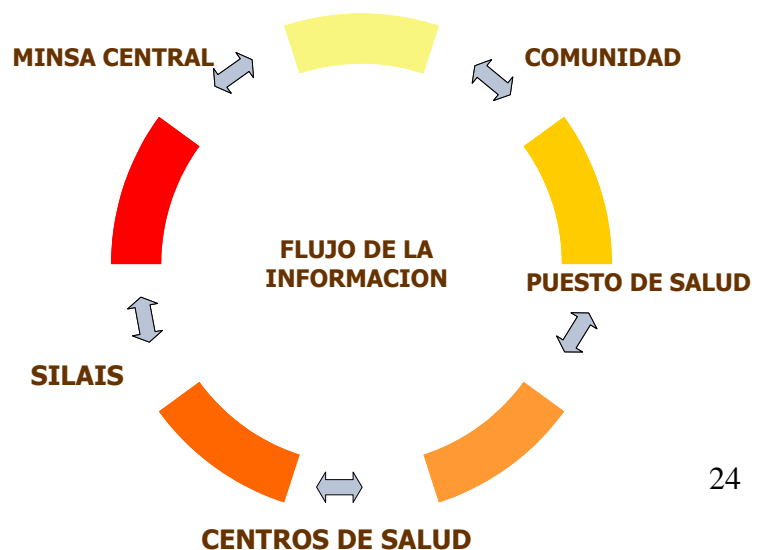 MINSA CENTRAL
COMUNIDAD
FLUJO DE LA
INFORMACION
PUESTO DE SALUD
SILAIS
24
CENTROS DE SALUD